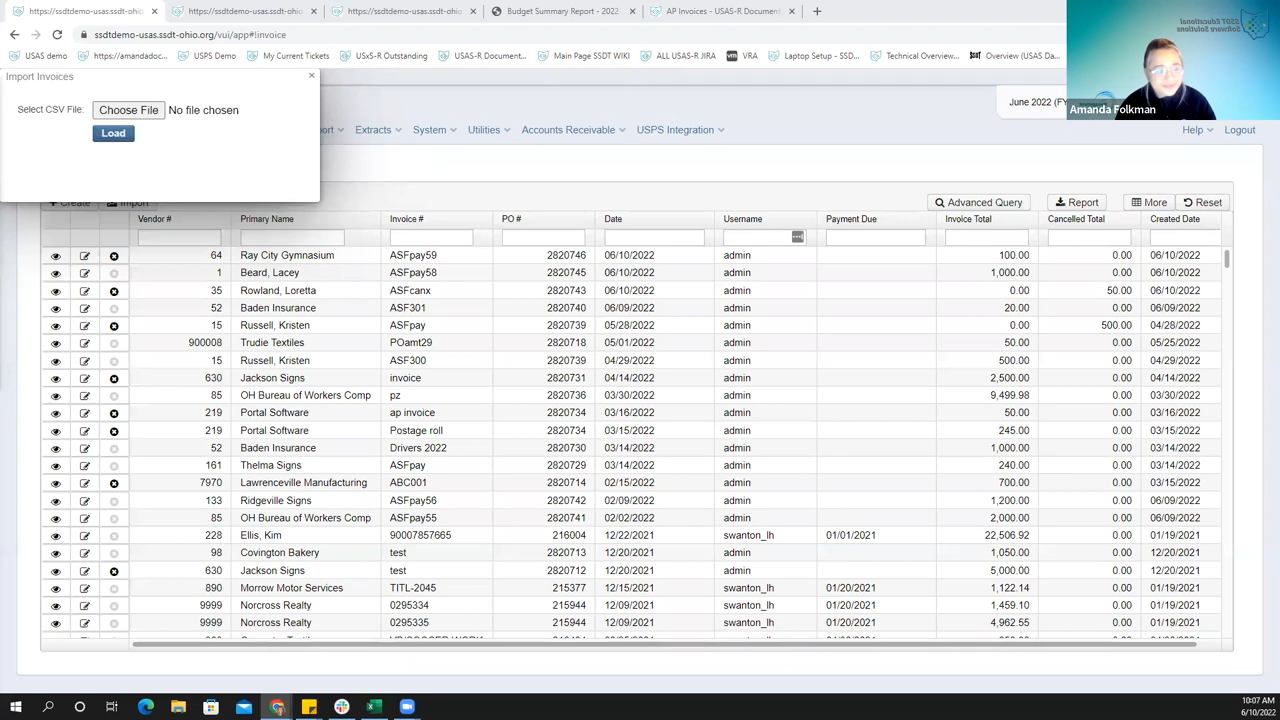 https://ssdtdemo-usas.ssdt-ohio.org × https://ssdtdemo-usas.ssdt-ohio.org × https://ssdtdemo-usas.ssdt-ohio.org × Budget Summary Report - 2022 × AP Invoices - USAS-R Document × +
ssdtdemo-usas.ssdt-ohio.org/vui/app#!invoice
USAS demo https://amandadoc... USPS Demo My Current Tickets USxS-R Outstanding USAS-R Document... Main Page SSDT WIKI ALL USAS-R JIRA VRA Laptop Setup - SSD... Technical Overview... Overview (USAS Da...
SSDT Educational
Software Solutions
Amanda Folkman
Import Invoices ×
Select CSV File: Choose File No file chosen
Load
June 2022 (FY
port Extracts System Utilities Accounts Receivable USPS Integration Help Logout
+ Create Import Advanced Query Report More Reset
Vendor # Primary Name Invoice # PO # Date Username Payment Due Invoice Total Cancelled Total Created Date
64 Ray City Gymnasium ASFpay59 2820746 06/10/2022 admin 100.00 0.00 06/10/2022
1 Beard, Lacey ASFpay58 2820745 06/10/2022 admin 1,000.00 0.00 06/10/2022
35 Rowland, Loretta ASFcanx 2820743 06/10/2022 admin 0.00 50.00 06/10/2022
52 Baden Insurance ASF301 2820740 06/09/2022 admin 20.00 0.00 06/09/2022
15 Russell, Kristen ASFpay 2820739 05/28/2022 admin 0.00 500.00 04/28/2022
900008 Trudie Textiles POamt29 2820718 05/01/2022 admin 50.00 0.00 05/25/2022
15 Russell, Kristen ASF300 2820739 04/29/2022 admin 500.00 0.00 04/29/2022
630 Jackson Signs invoice 2820731 04/14/2022 admin 2,500.00 0.00 04/14/2022
85 OH Bureau of Workers Comp pz 2820736 03/30/2022 admin 9,499.98 0.00 03/30/2022
219 Portal Software ap invoice 2820734 03/16/2022 admin 50.00 0.00 03/16/2022
219 Portal Software Postage roll 2820734 03/15/2022 admin 245.00 0.00 03/15/2022
52 Baden Insurance Drivers 2022 2820730 03/14/2022 admin 1,000.00 0.00 03/14/2022
161 Thelma Signs ASFpay 2820729 03/14/2022 admin 240.00 0.00 03/14/2022
7970 Lawrenceville Manufacturing ABC001 2820714 02/15/2022 admin 700.00 0.00 03/15/2022
133 Ridgeville Signs ASFpay56 2820742 02/09/2022 admin 1,200.00 0.00 06/09/2022
85 OH Bureau of Workers Comp ASFpay55 2820741 02/02/2022 admin 2,000.00 0.00 06/09/2022
228 Ellis, Kim 90007857665 216004 12/22/2021 swanton_lh 01/01/2021 22,506.92 0.00 01/19/2021
98 Covington Bakery test 2820713 12/20/2021 admin 1,050.00 0.00 12/20/2021
630 Jackson Signs test 2820712 12/20/2021 admin 5,000.00 0.00 12/20/2021
890 Morrow Motor Services TITL-2045 215377 12/15/2021 swanton_lh 01/20/2021 1,122.14 0.00 01/19/2021
9999 Norcross Realty 0295334 215944 12/09/2021 swanton_lh 01/20/2021 1,459.10 0.00 01/19/2021
9999 Norcross Realty 0295335 215944 12/09/2021 swanton_lh 01/20/2021 4,962.55 0.00 01/19/2021
10:07 AM
6/10/2022